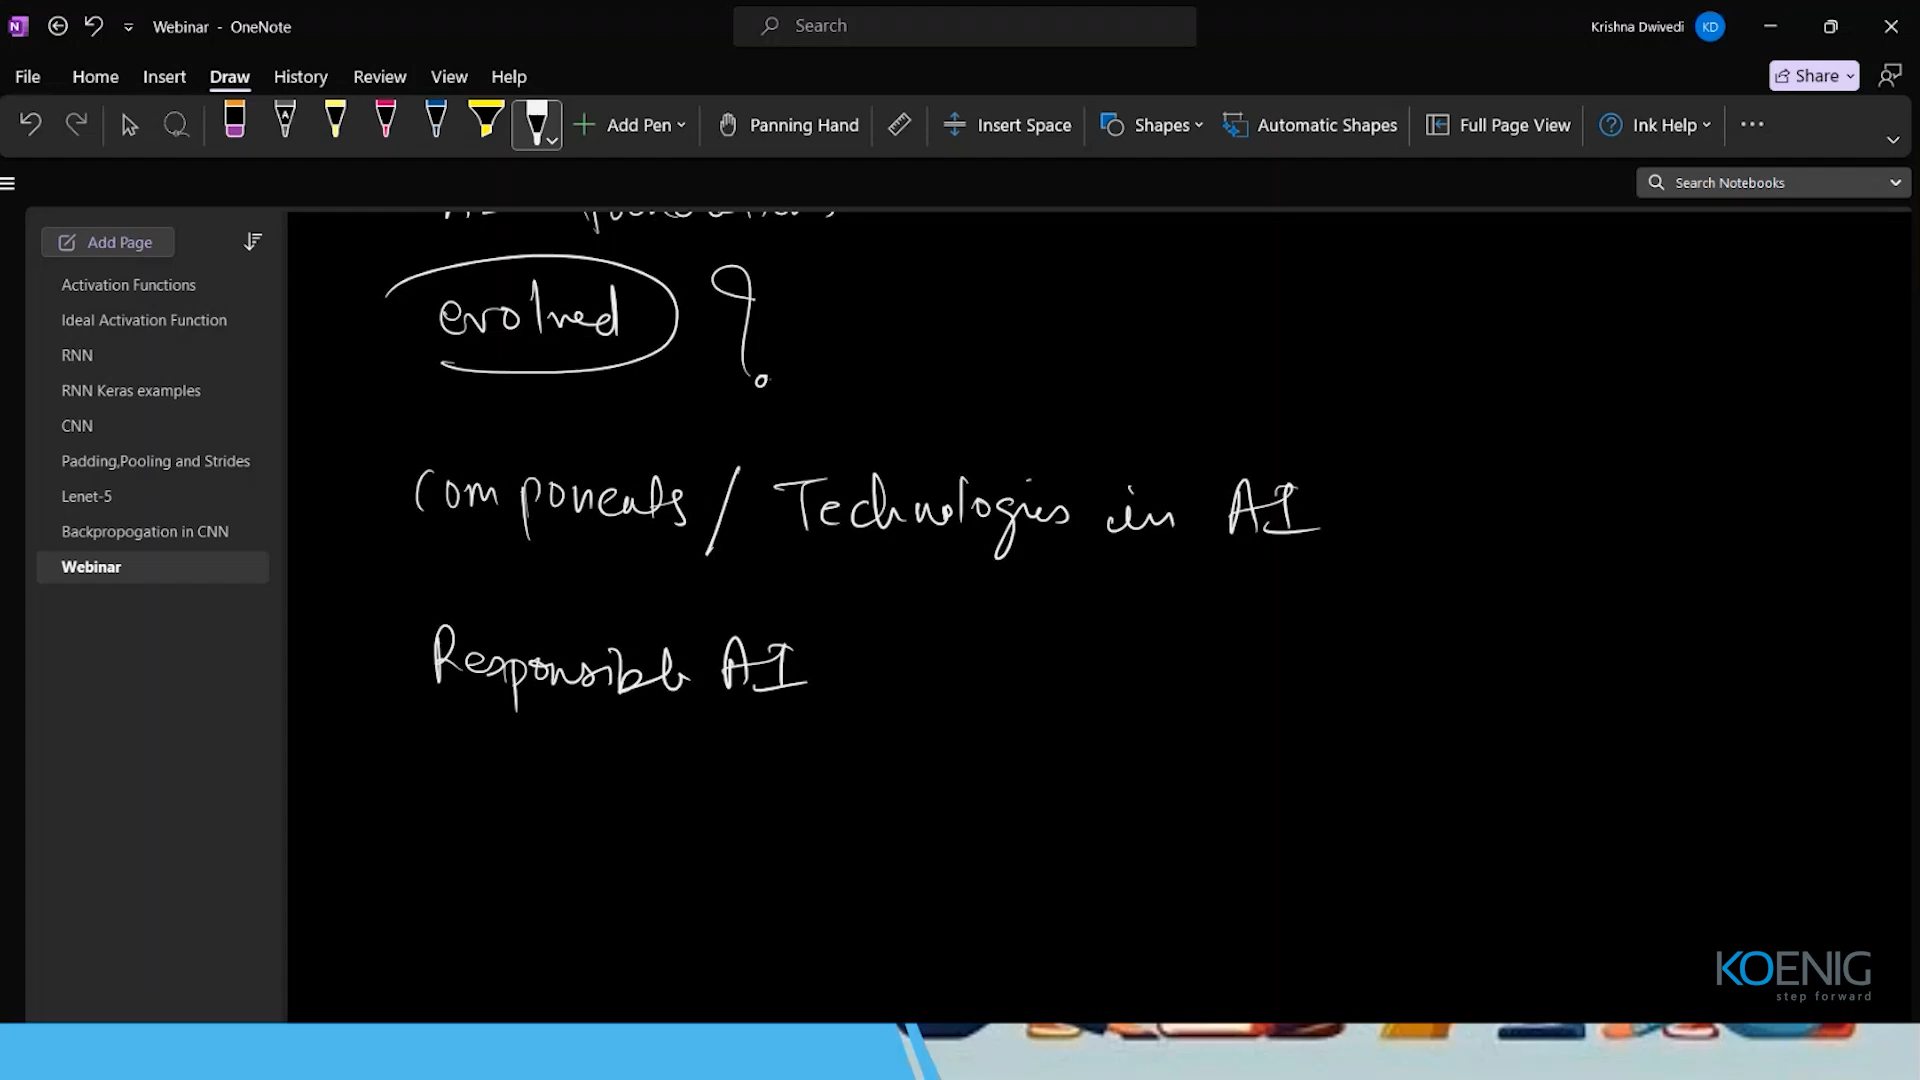 Webinar - OneNote
Search
Krishna Dwivedi
KD
File Home Insert Draw History Review View Help
Share
Add Pen
Panning Hand
Insert Space
Shapes
Automatic Shapes
Full Page View
Ink Help
Search Notebooks
Add Page
Activation Functions
Ideal Activation Function
RNN
RNN Keras examples
CNN
Padding,Pooling and Strides
Lenet-5
Backpropogation in CNN
Webinar
evolved ?
Components / Technologies in AI
Responsible AI
KOENIG
step forward